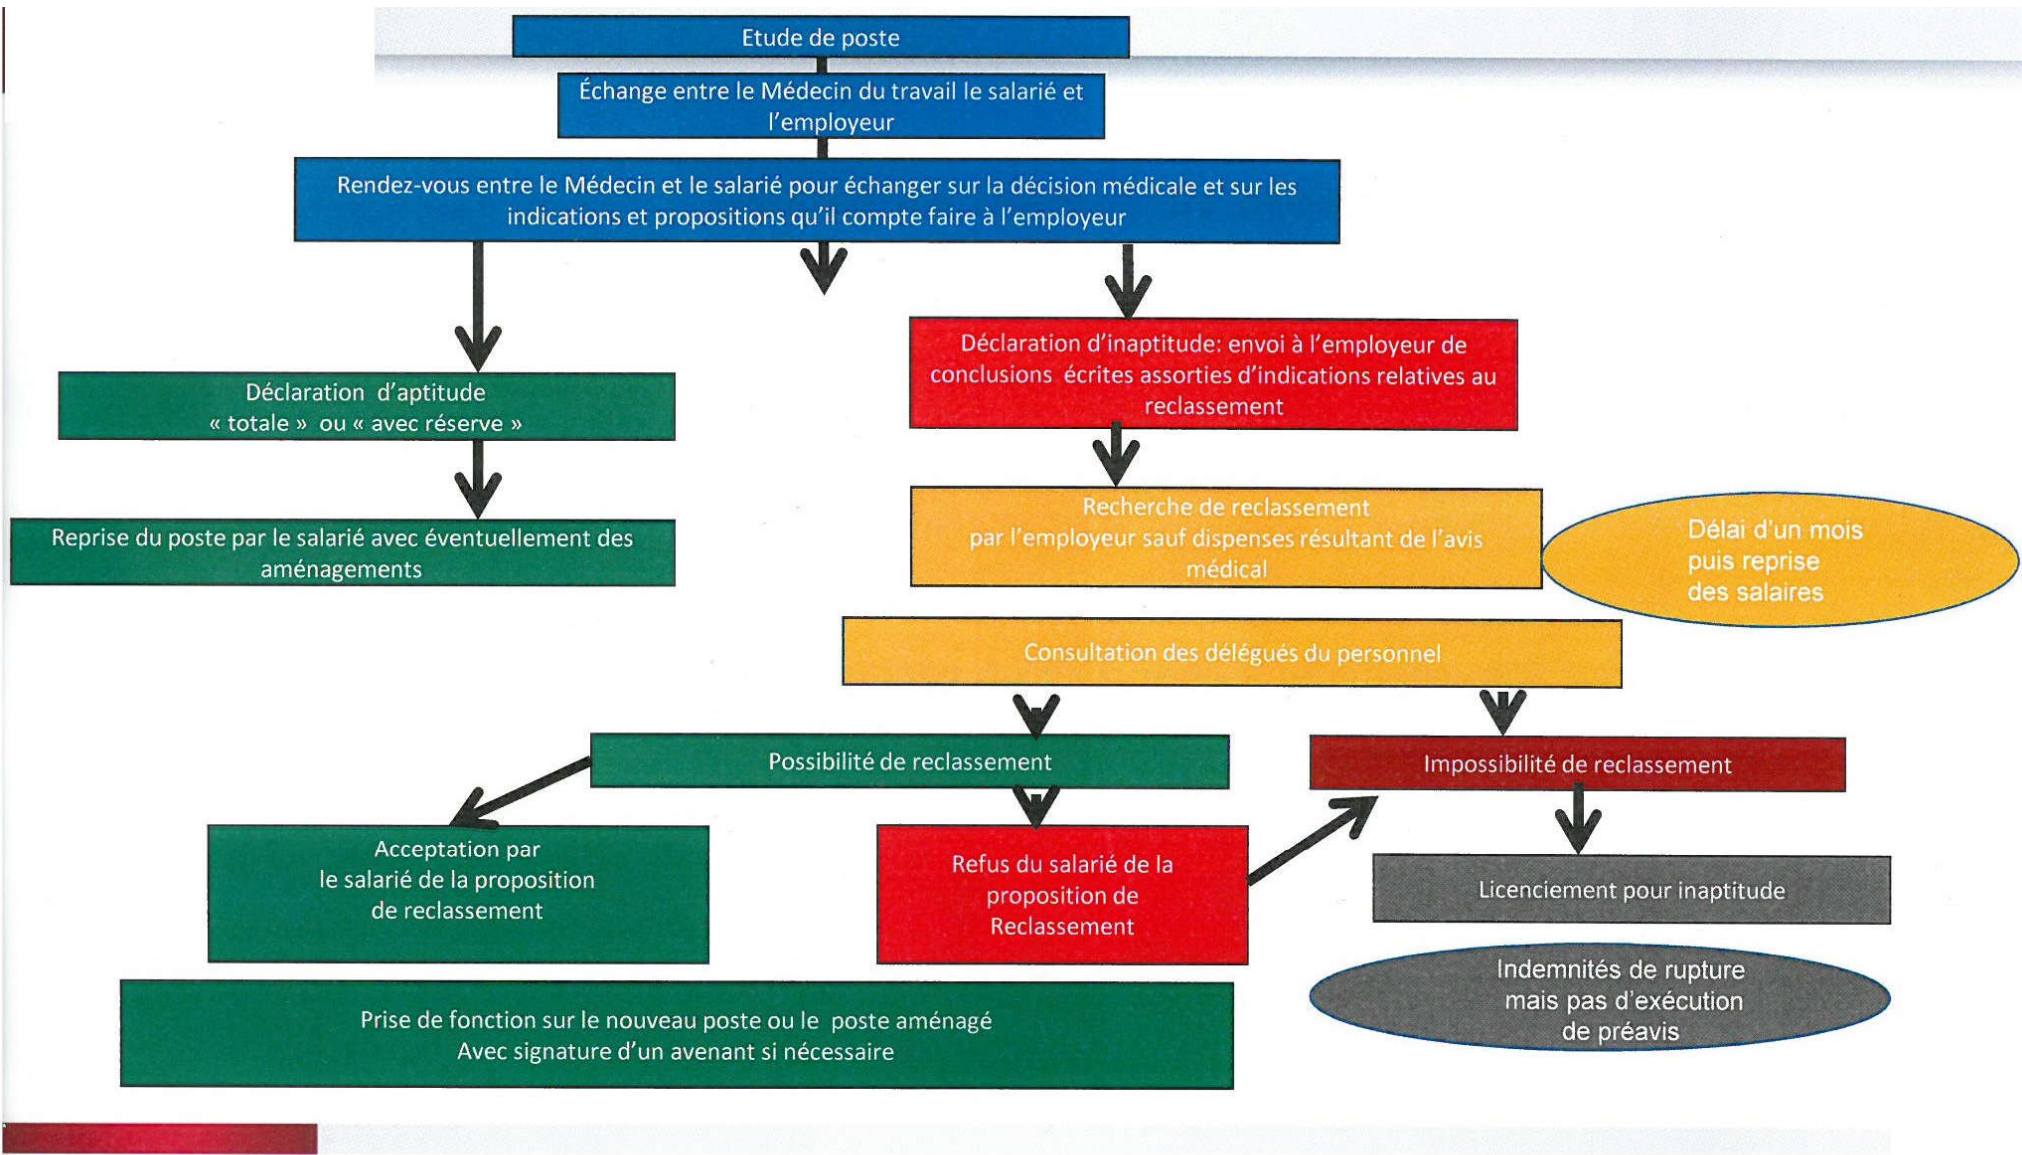 Etude de poste
Échange entre le Médecin du travail le salarié et
l'employeur
Rendez-vous entre le Médecin et le salarié pour échanger sur la décision médicale et sur les
indications et propositions qu'il compte faire à l'employeur
Déclaration d'aptitude
« totale » ou « avec réserve »
Reprise du poste par le salarié avec éventuellement des
aménagements
Déclaration d'inaptitude: envoi à l'employeur de
conclusions écrites assorties d'indications relatives au
reclassement
Recherche de reclassement
par l'employeur sauf dispenses résultant de l'avis
médical
Délai d'un mois
puis reprise
des salaires
Consultation des délégués du personnel
Possibilité de reclassement
Impossibilité de reclassement
Acceptation par
le salarié de la proposition
de reclassement
Refus du salarié de la
proposition de
Reclassement
Licenciement pour inaptitude
Indemnités de rupture
mais pas d'exécution
de préavis
Prise de fonction sur le nouveau poste ou le poste aménagé
Avec signature d'un avenant si nécessaire